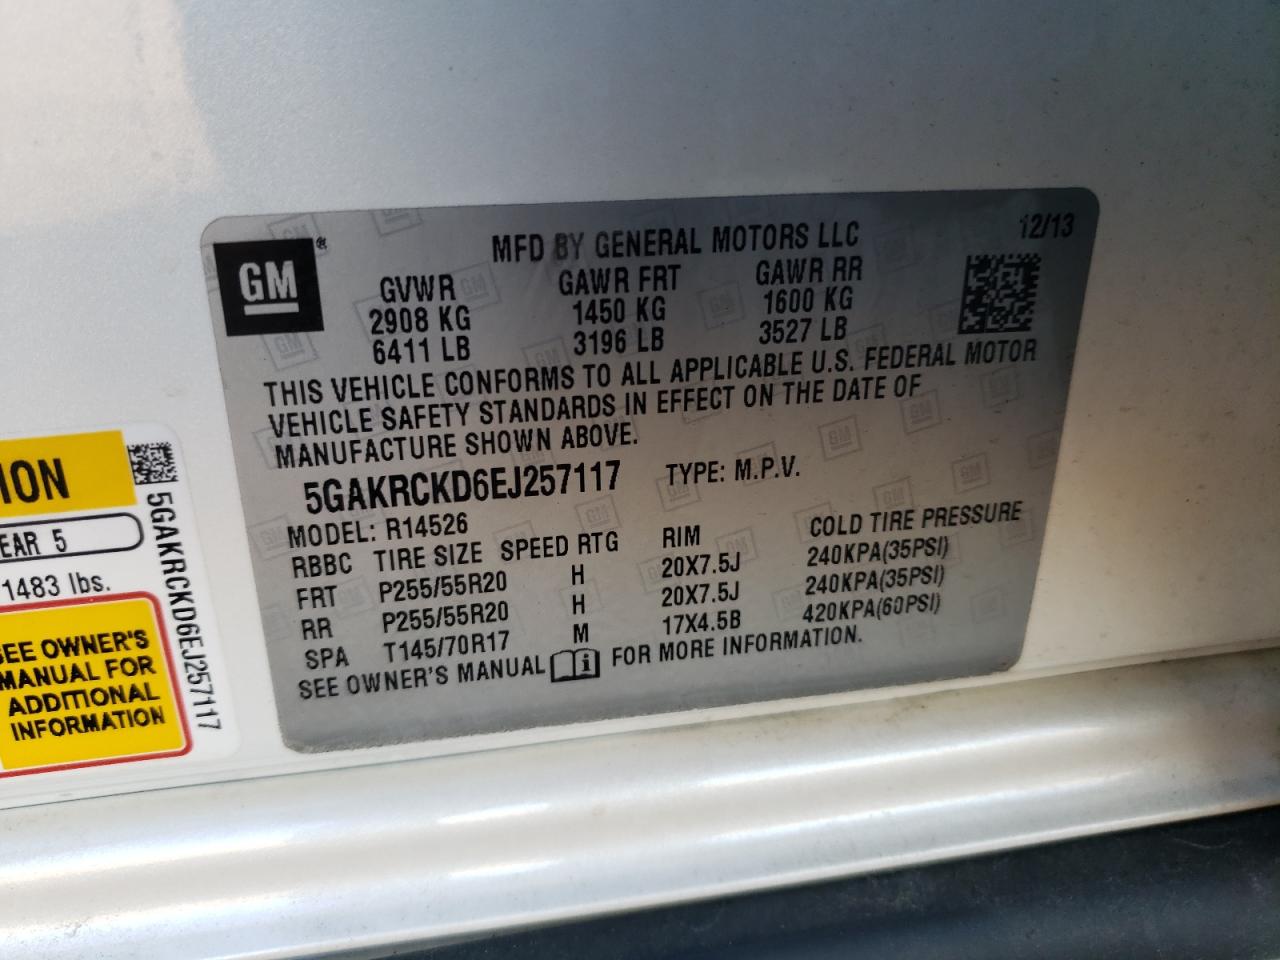 GM ®
MFD BY GENERAL MOTORS LLC 12/13
GVWR GAWR FRT GAWR RR
2908 KG 1450 KG 1600 KG
6411 LB 3196 LB 3527 LB
THIS VEHICLE CONFORMS TO ALL APPLICABLE U.S. FEDERAL MOTOR
VEHICLE SAFETY STANDARDS IN EFFECT ON THE DATE OF
MANUFACTURE SHOWN ABOVE.
5GAKRCKD6EJ257117 TYPE: M.P.V.
MODEL: R14526
RBBC TIRE SIZE SPEED RTG RIM COLD TIRE PRESSURE
FRT P255/55R20 H 20X7.5J 240KPA(35PSI)
RR P255/55R20 H 20X7.5J 240KPA(35PSI)
SPA T145/70R17 M 17X4.5B 420KPA(60PSI)
SEE OWNER'S MANUAL FOR MORE INFORMATION.
ION
EAR 5
1483 lbs.
SEE OWNER'S
MANUAL FOR
ADDITIONAL
INFORMATION
5GAKRCKD6EJ257117